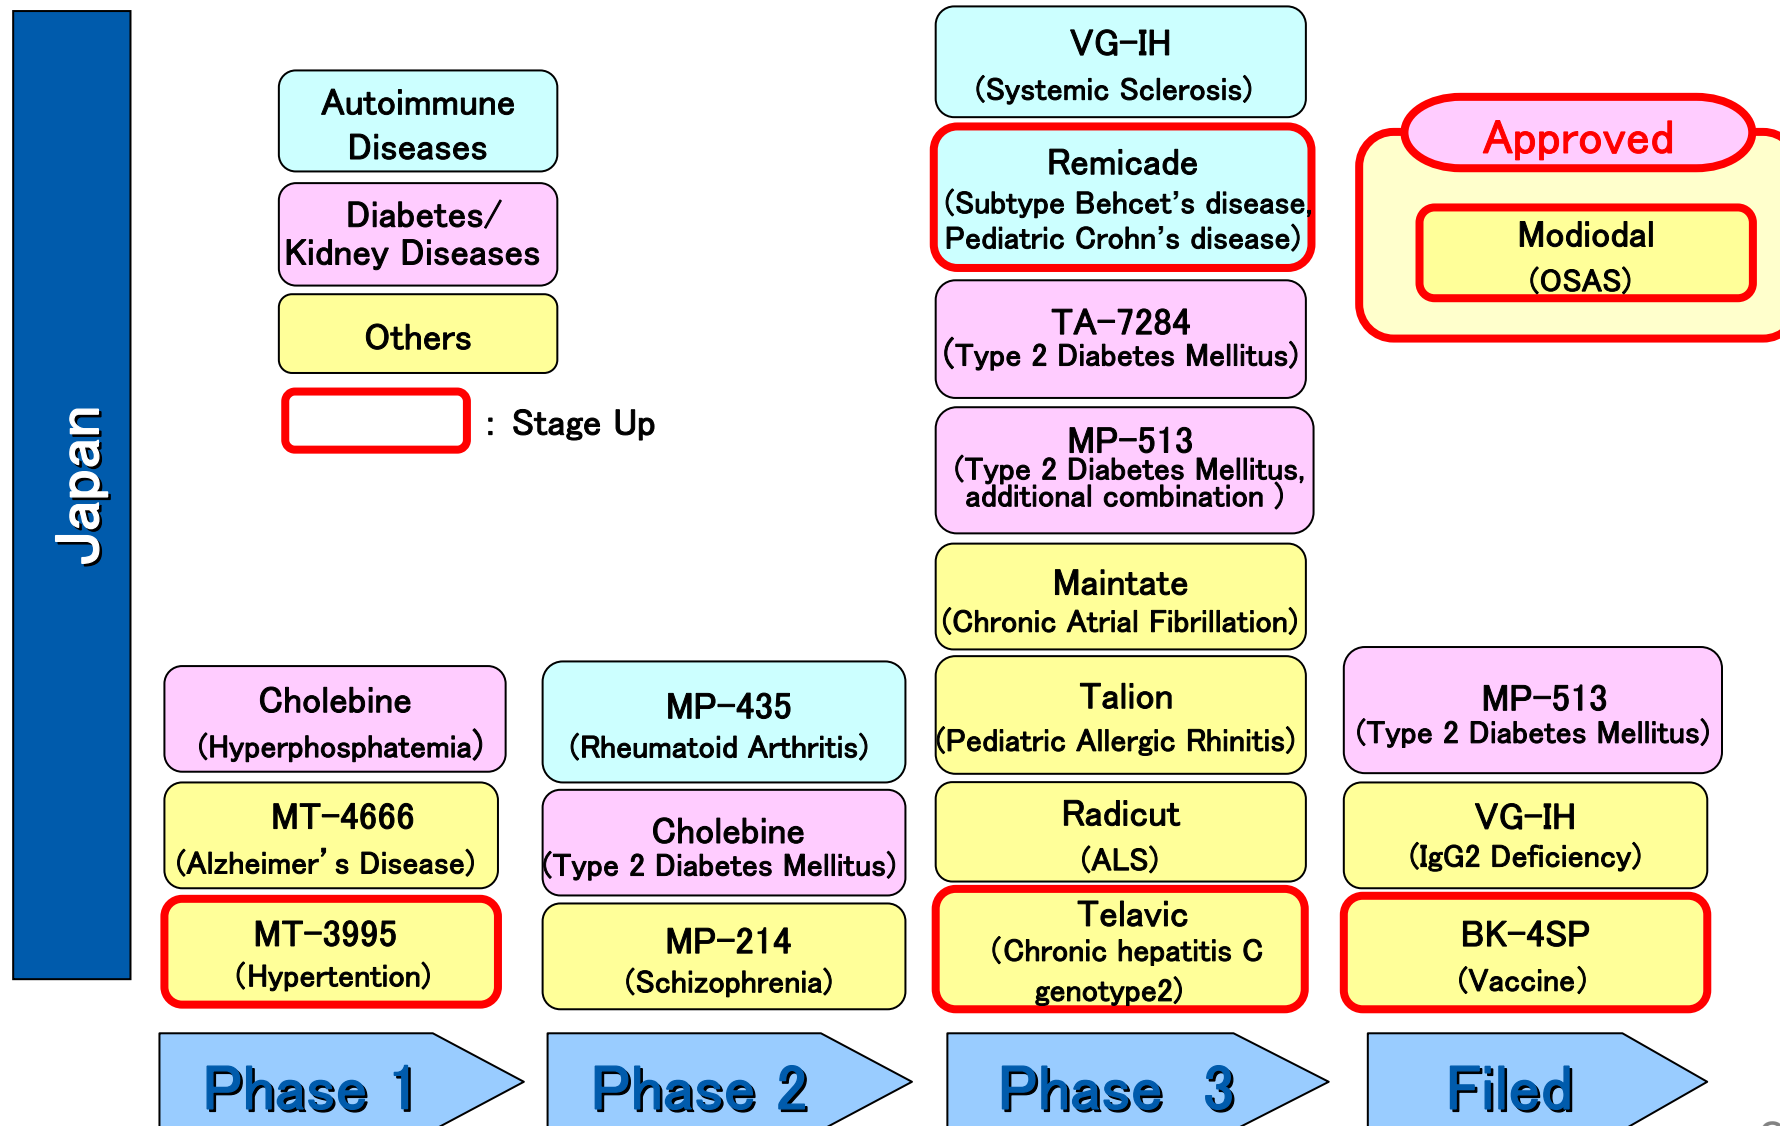 Japan
Autoimmune
Diseases
Diabetes/
Kidney Diseases
Others
: Stage Up
Cholebine
(Hyperphosphatemia)
MT-4666
(Alzheimer's Disease)
MT-3995
(Hypertention)
Phase 1
MP-435
(Rheumatoid Arthritis)
Cholebine
(Type 2 Diabetes Mellitus)
MP-214
(Schizophrenia)
Phase 2
VG-IH
(Systemic Sclerosis)
Remicade
(Subtype Behcet's disease,
Pediatric Crohn's disease)
TA-7284
(Type 2 Diabetes Mellitus)
MP-513
(Type 2 Diabetes Mellitus,
additional combination )
Maintate
(Chronic Atrial Fibrillation)
Talion
(Pediatric Allergic Rhinitis)
Radicut
(ALS)
Telavic
(Chronic hepatitis C
genotype2)
Phase 3
Approved
Modiodal
(OSAS)
MP-513
(Type 2 Diabetes Mellitus)
VG-IH
(IgG2 Deficiency)
BK-4SP
(Vaccine)
Filed